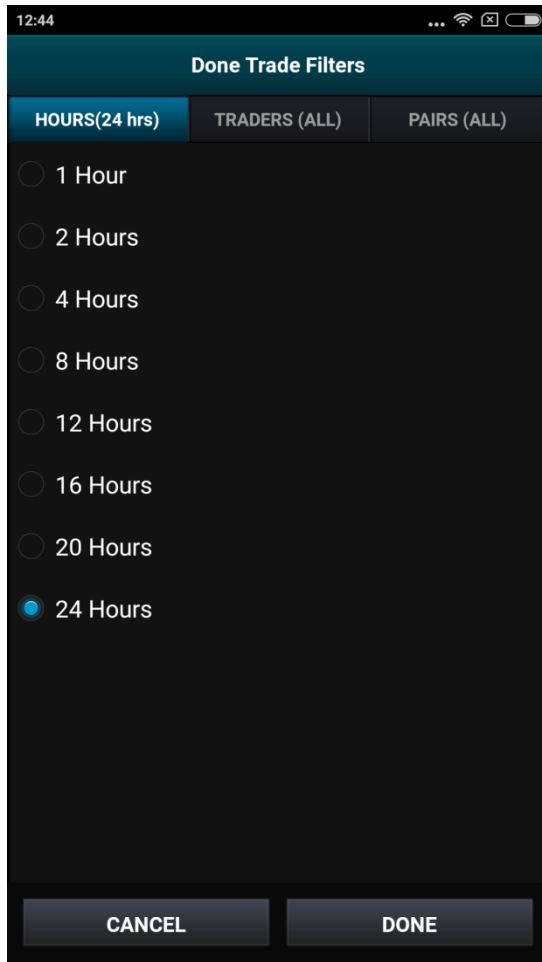 12:44
Done Trade Filters
HOURS(24 hrs) TRADERS (ALL) PAIRS (ALL)
1 Hour
2 Hours
4 Hours
8 Hours
12 Hours
16 Hours
20 Hours
24 Hours
CANCEL DONE